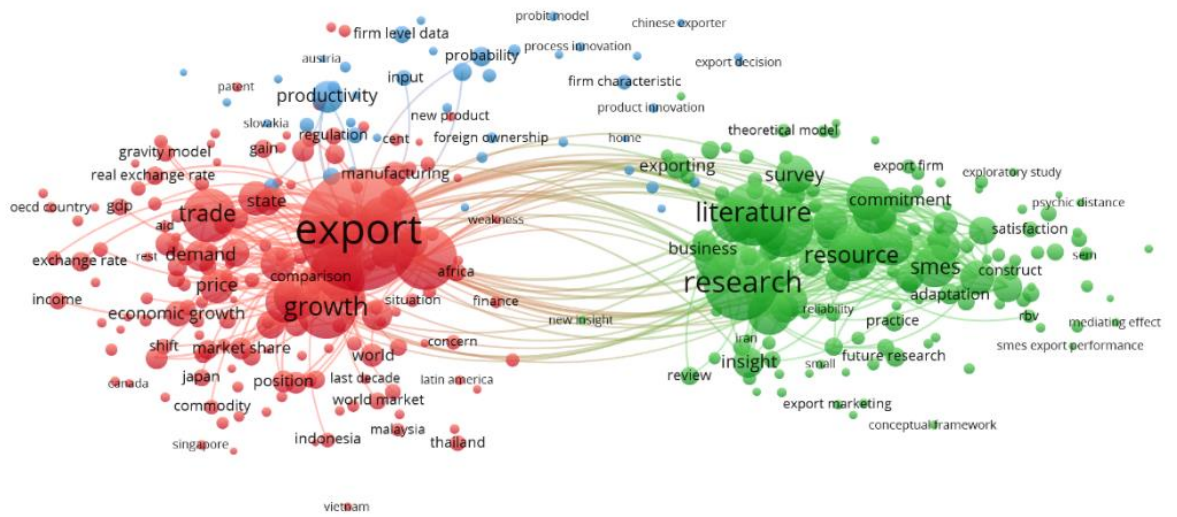 probit model
chinese exporter
firm level data
process innovation
probability
austria
export decision
input
firm characteristic
patent
productivity
product innovation
new product
slovakia
theoretical model
regulation
cent
foreign ownership
home
gain
gravity model
exporting
export firm
real exchange rate
manufacturing
survey
exploratory study
state
commitment
psychic distance
oecd country
gdp
trade
literature
weakness
aid
export
satisfaction
business
rest
demand
resource
sem
exchange rate
smes
construct
comparison
africa
research
price
adaptation
income
situation
finance
growth
reliability
rbv
economic growth
new insight
practice
mediating effect
iran
concern
smes export performance
shift
market share
world
insight
future research
small
japan
position
last decade
latin america
review
canada
world market
commodity
export marketing
conceptual framework
malaysia
indonesia
thailand
singapore
vietnam